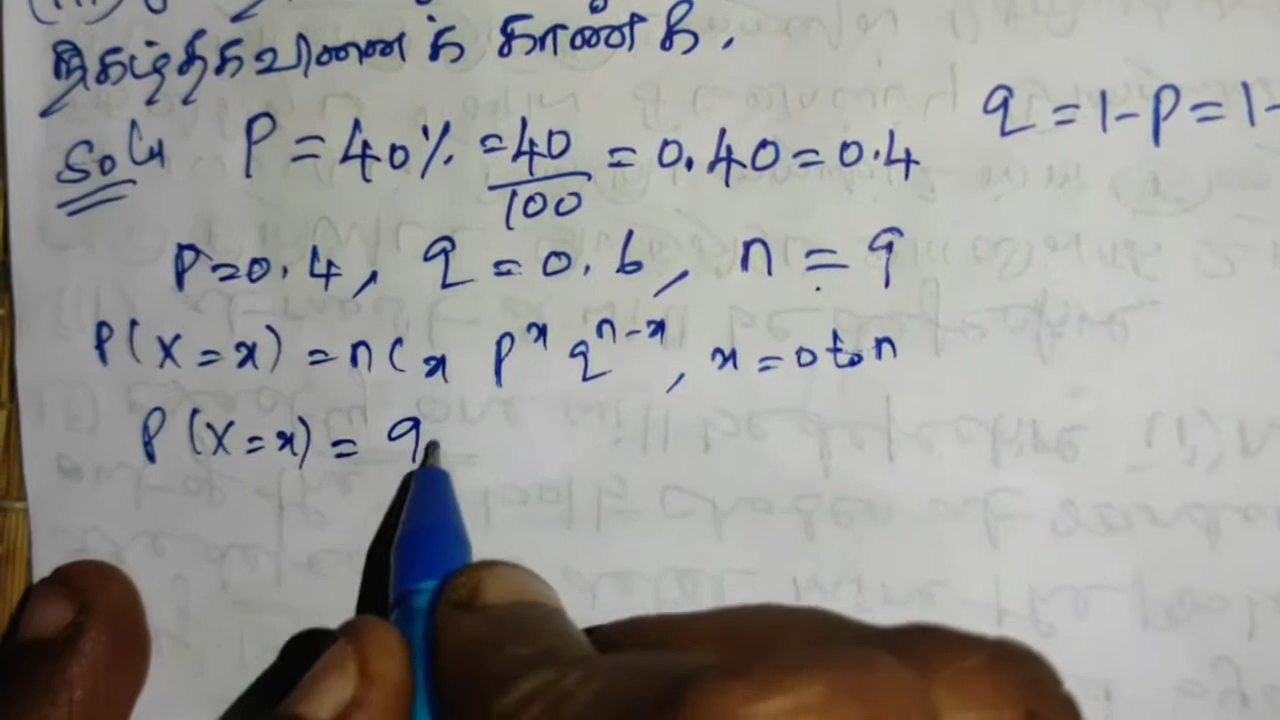 நிகழ்தகவினைக் காண்க.
Soln P = 40% = 40/100 = 0.40 = 0.4 q = 1-P = 1-
P=0.4, q = 0.6, n = 9
P(X=x) = nCx p^x q^n-x, x = 0 to n
P(X=x) = 9